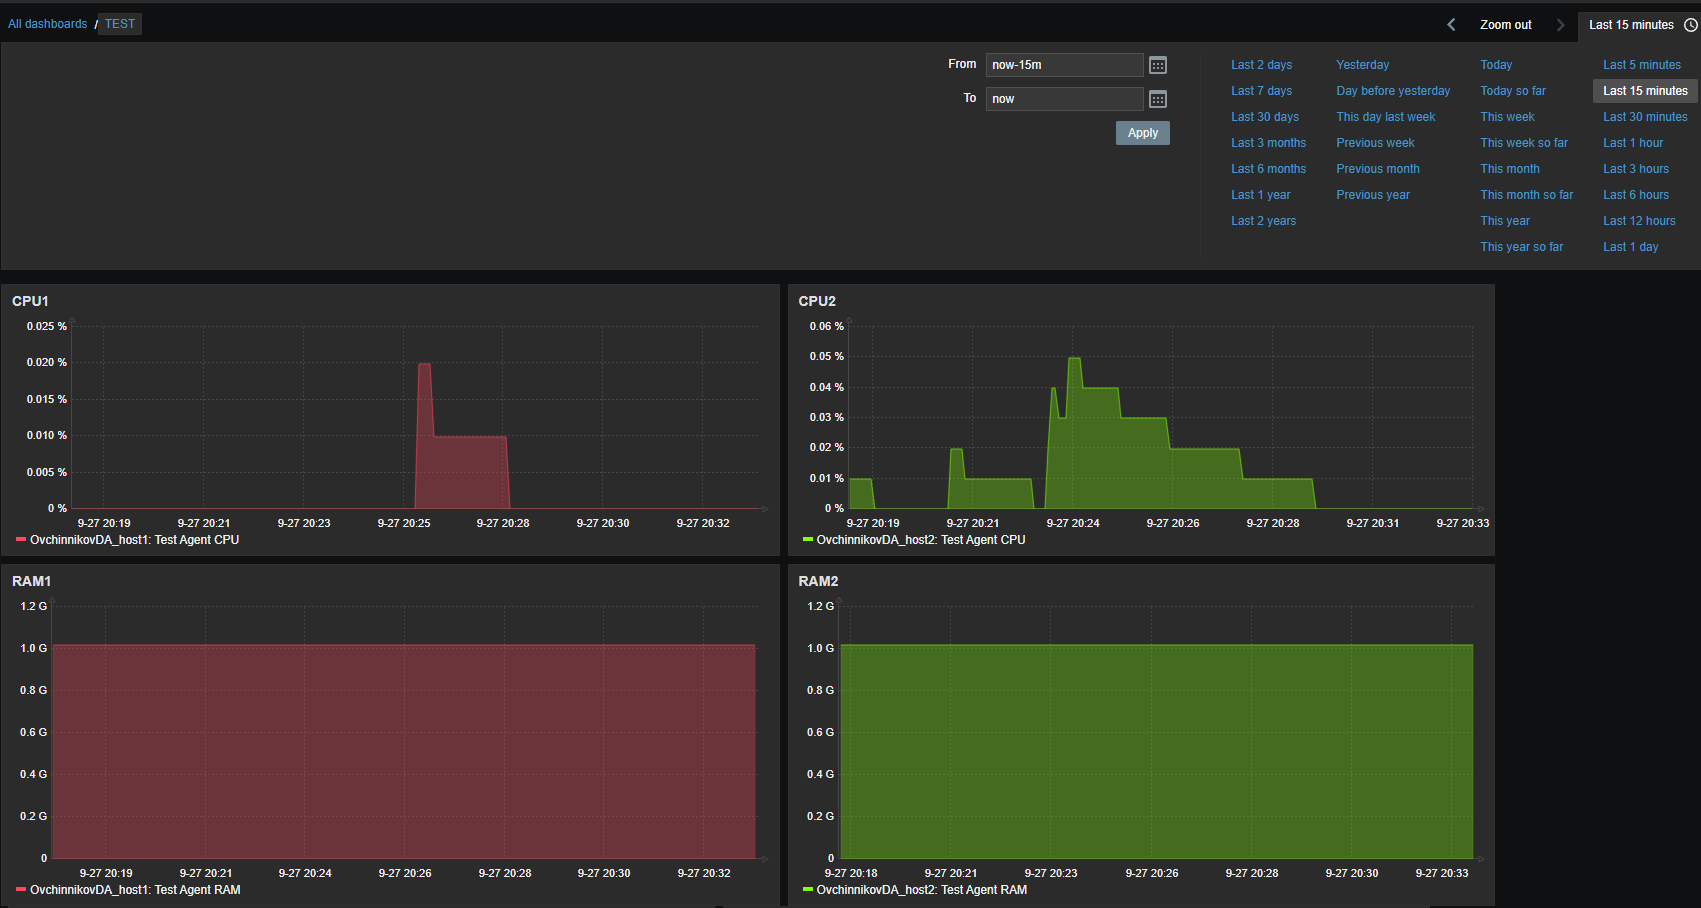 All dashboards / TEST
Zoom out
Last 15 minutes
From now-15m
To now
Apply
Last 2 days Yesterday Today Last 5 minutes
Last 7 days Day before yesterday Today so far Last 15 minutes
Last 30 days This day last week This week Last 30 minutes
Last 3 months Previous week This week so far Last 1 hour
Last 6 months Previous month This month Last 3 hours
Last 1 year Previous year This month so far Last 6 hours
Last 2 years This year Last 12 hours
This year so far Last 1 day
CPU1
0.025 %
0.020 %
0.015 %
0.010 %
0.005 %
0 %
9-27 20:19 9-27 20:21 9-27 20:23 9-27 20:25 9-27 20:28 9-27 20:30 9-27 20:32
OvchinnikovDA_host1: Test Agent CPU
CPU2
0.06 %
0.05 %
0.04 %
0.03 %
0.02 %
0.01 %
0 %
9-27 20:19 9-27 20:21 9-27 20:24 9-27 20:26 9-27 20:28 9-27 20:31 9-27 20:33
OvchinnikovDA_host2: Test Agent CPU
RAM1
1.2 G
1.0 G
0.8 G
0.6 G
0.4 G
0.2 G
0
9-27 20:19 9-27 20:21 9-27 20:24 9-27 20:26 9-27 20:28 9-27 20:30 9-27 20:32
OvchinnikovDA_host1: Test Agent RAM
RAM2
1.2 G
1.0 G
0.8 G
0.6 G
0.4 G
0.2 G
0
9-27 20:18 9-27 20:21 9-27 20:23 9-27 20:26 9-27 20:28 9-27 20:30 9-27 20:33
OvchinnikovDA_host2: Test Agent RAM